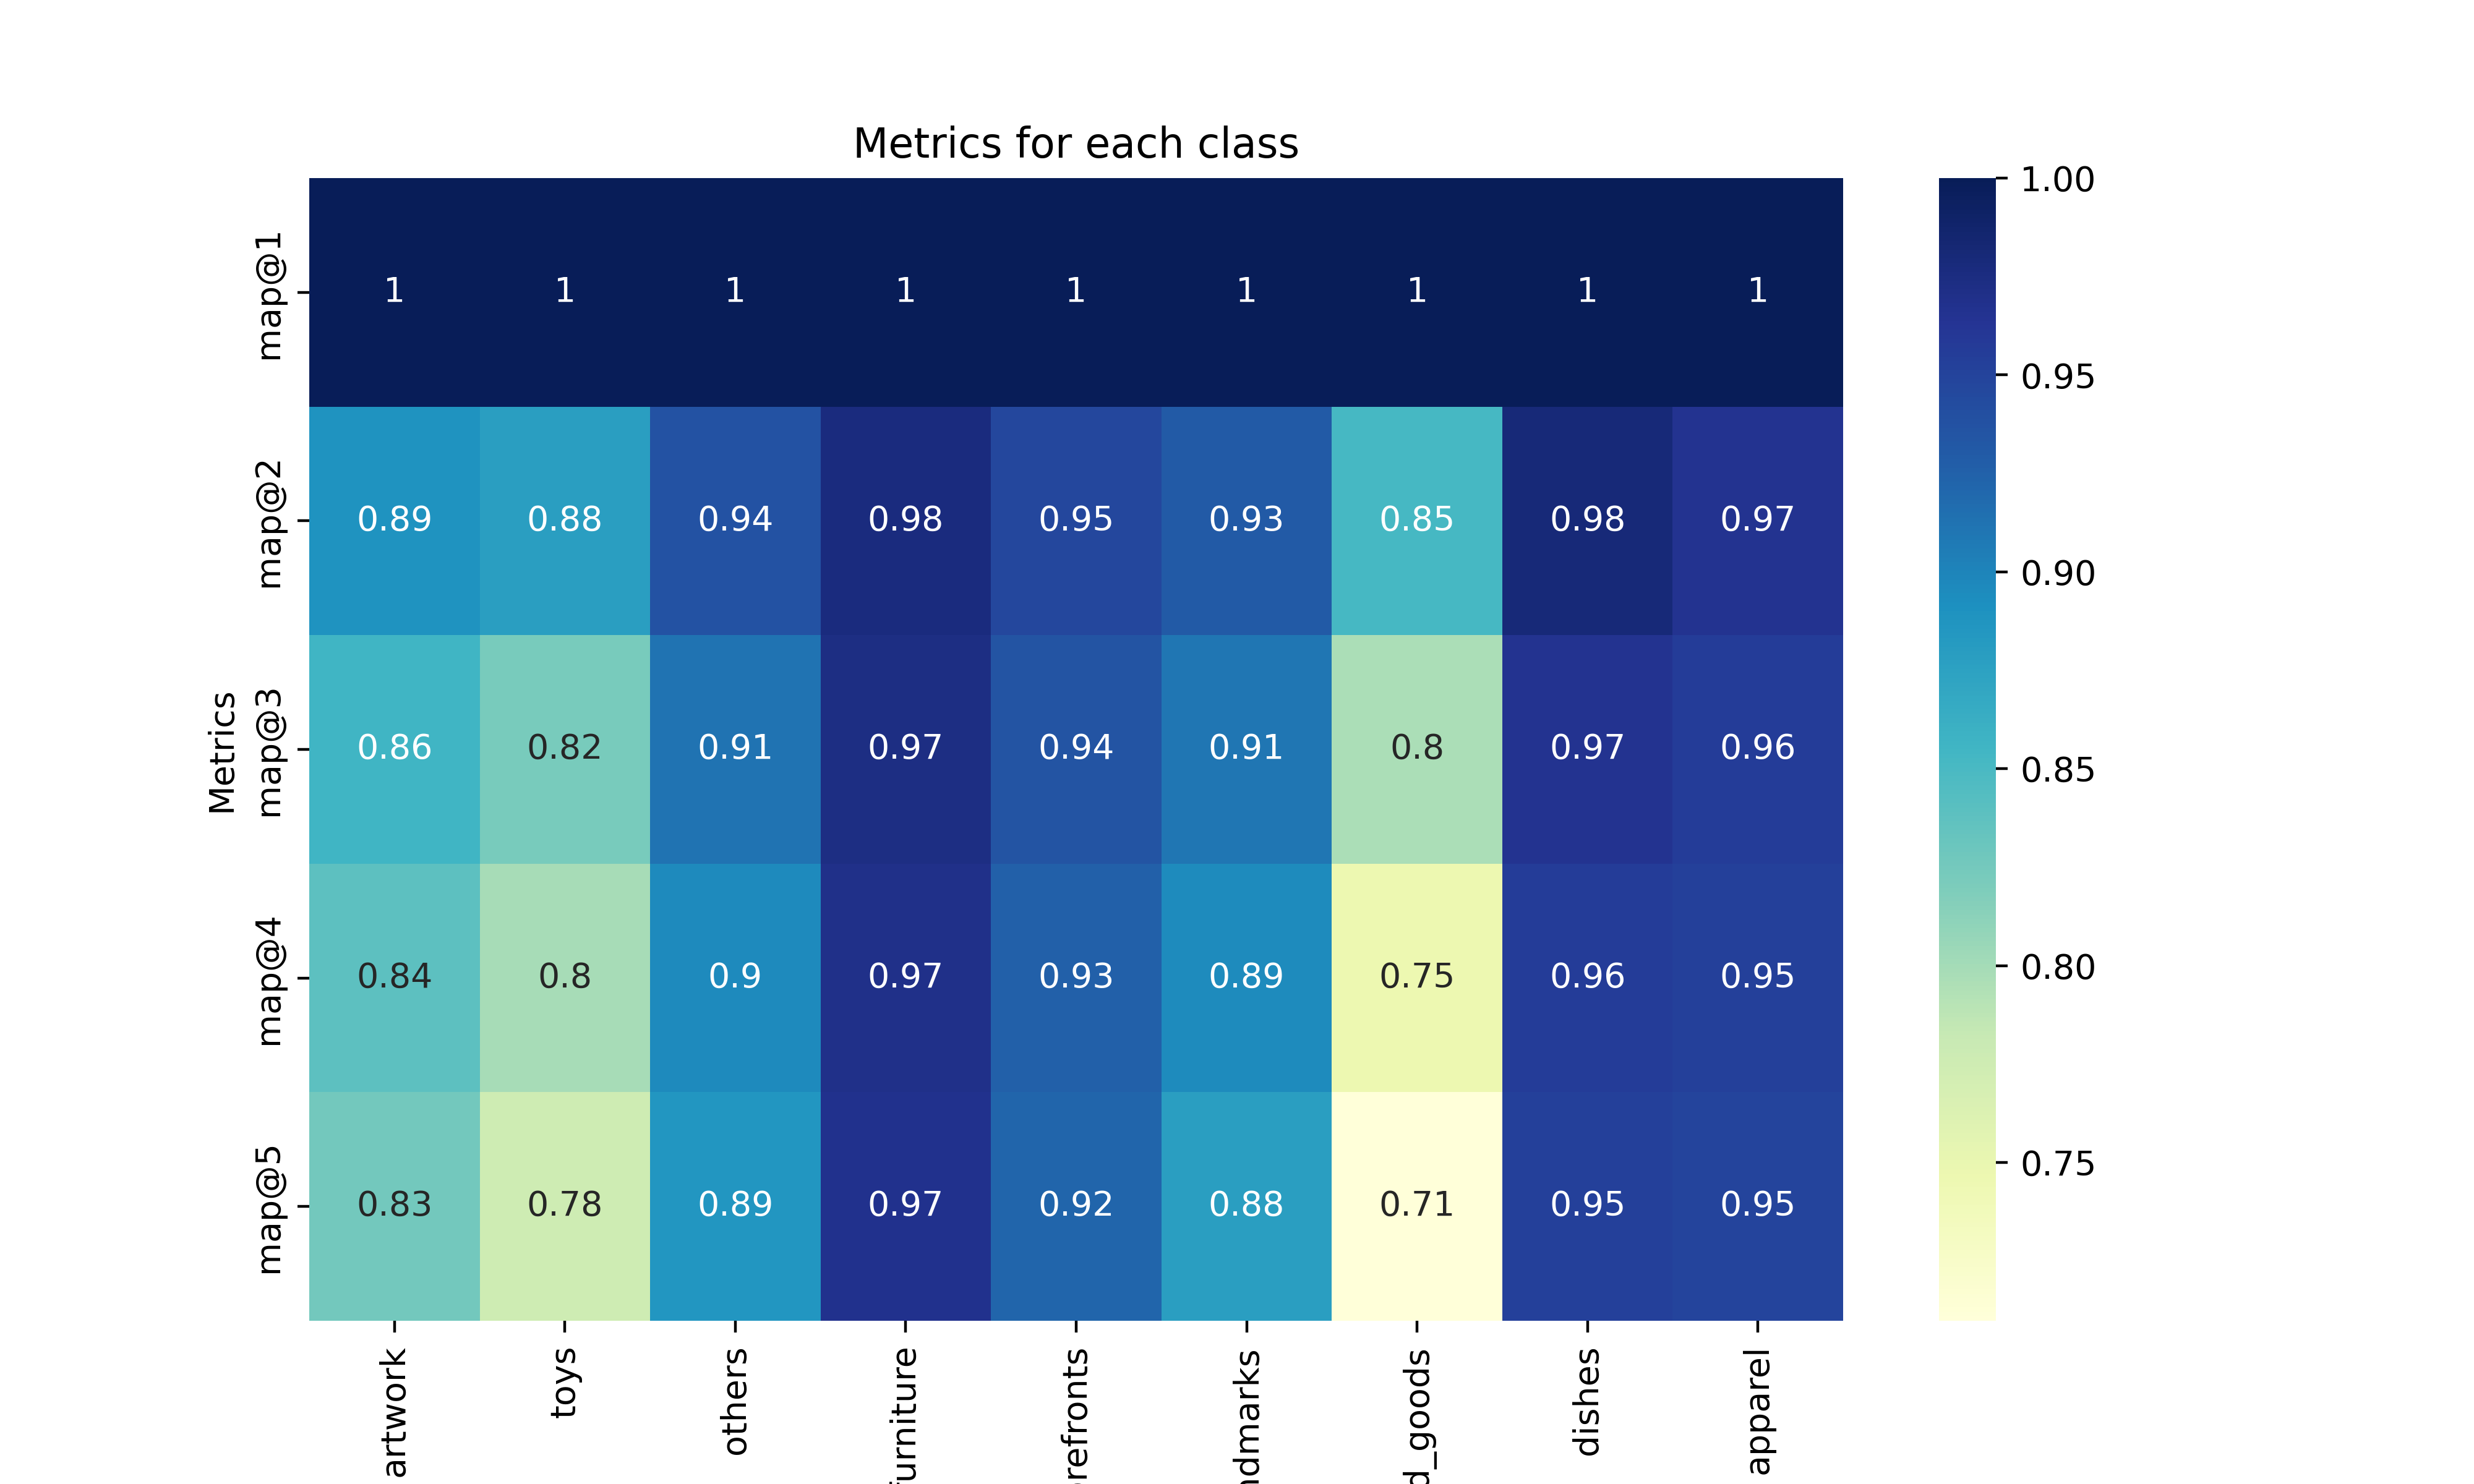 Metrics for each class
1.00
0.95
0.90
0.85
0.80
0.75
Metrics
map@1
1 1 1 1 1 1 1 1 1
map@2
0.89 0.88 0.94 0.98 0.95 0.93 0.85 0.98 0.97
map@3
0.86 0.82 0.91 0.97 0.94 0.91 0.8 0.97 0.96
map@4
0.84 0.8 0.9 0.97 0.93 0.89 0.75 0.96 0.95
map@5
0.83 0.78 0.89 0.97 0.92 0.88 0.71 0.95 0.95
artwork
toys
others
urniture
refronts
ndmarks
d_goods
dishes
apparel